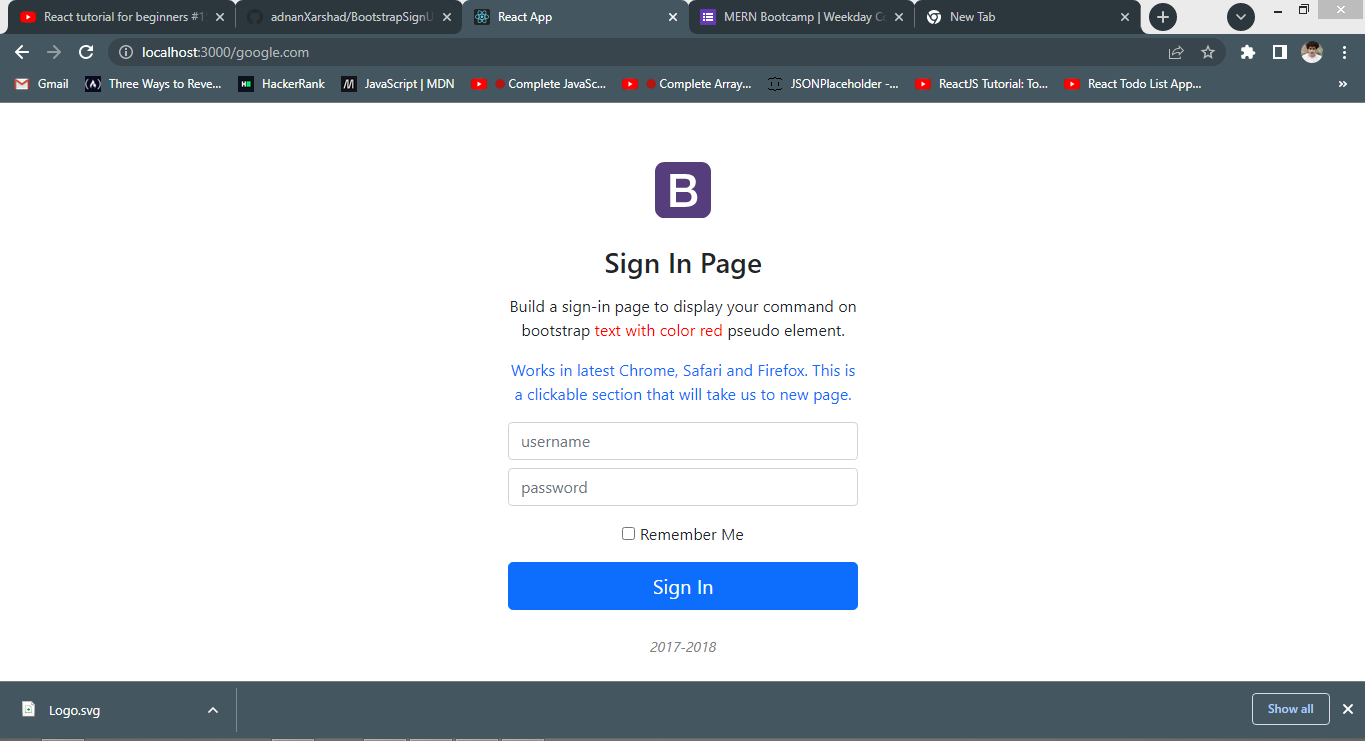 React tutorial for beginners #1
adnanXarshad/BootstrapSignU
React App
MERN Bootcamp | Weekday Co
New Tab
localhost:3000/google.com
Gmail
Three Ways to Reve...
HackerRank
JavaScript | MDN
Complete JavaSc...
Complete Array...
JSONPlaceholder -...
ReactJS Tutorial: To...
React Todo List App...
»
B
Sign In Page
Build a sign-in page to display your command on
bootstrap text with color red pseudo element.
Works in latest Chrome, Safari and Firefox. This is
a clickable section that will take us to new page.
username
password
Remember Me
Sign In
2017-2018
Logo.svg
Show all